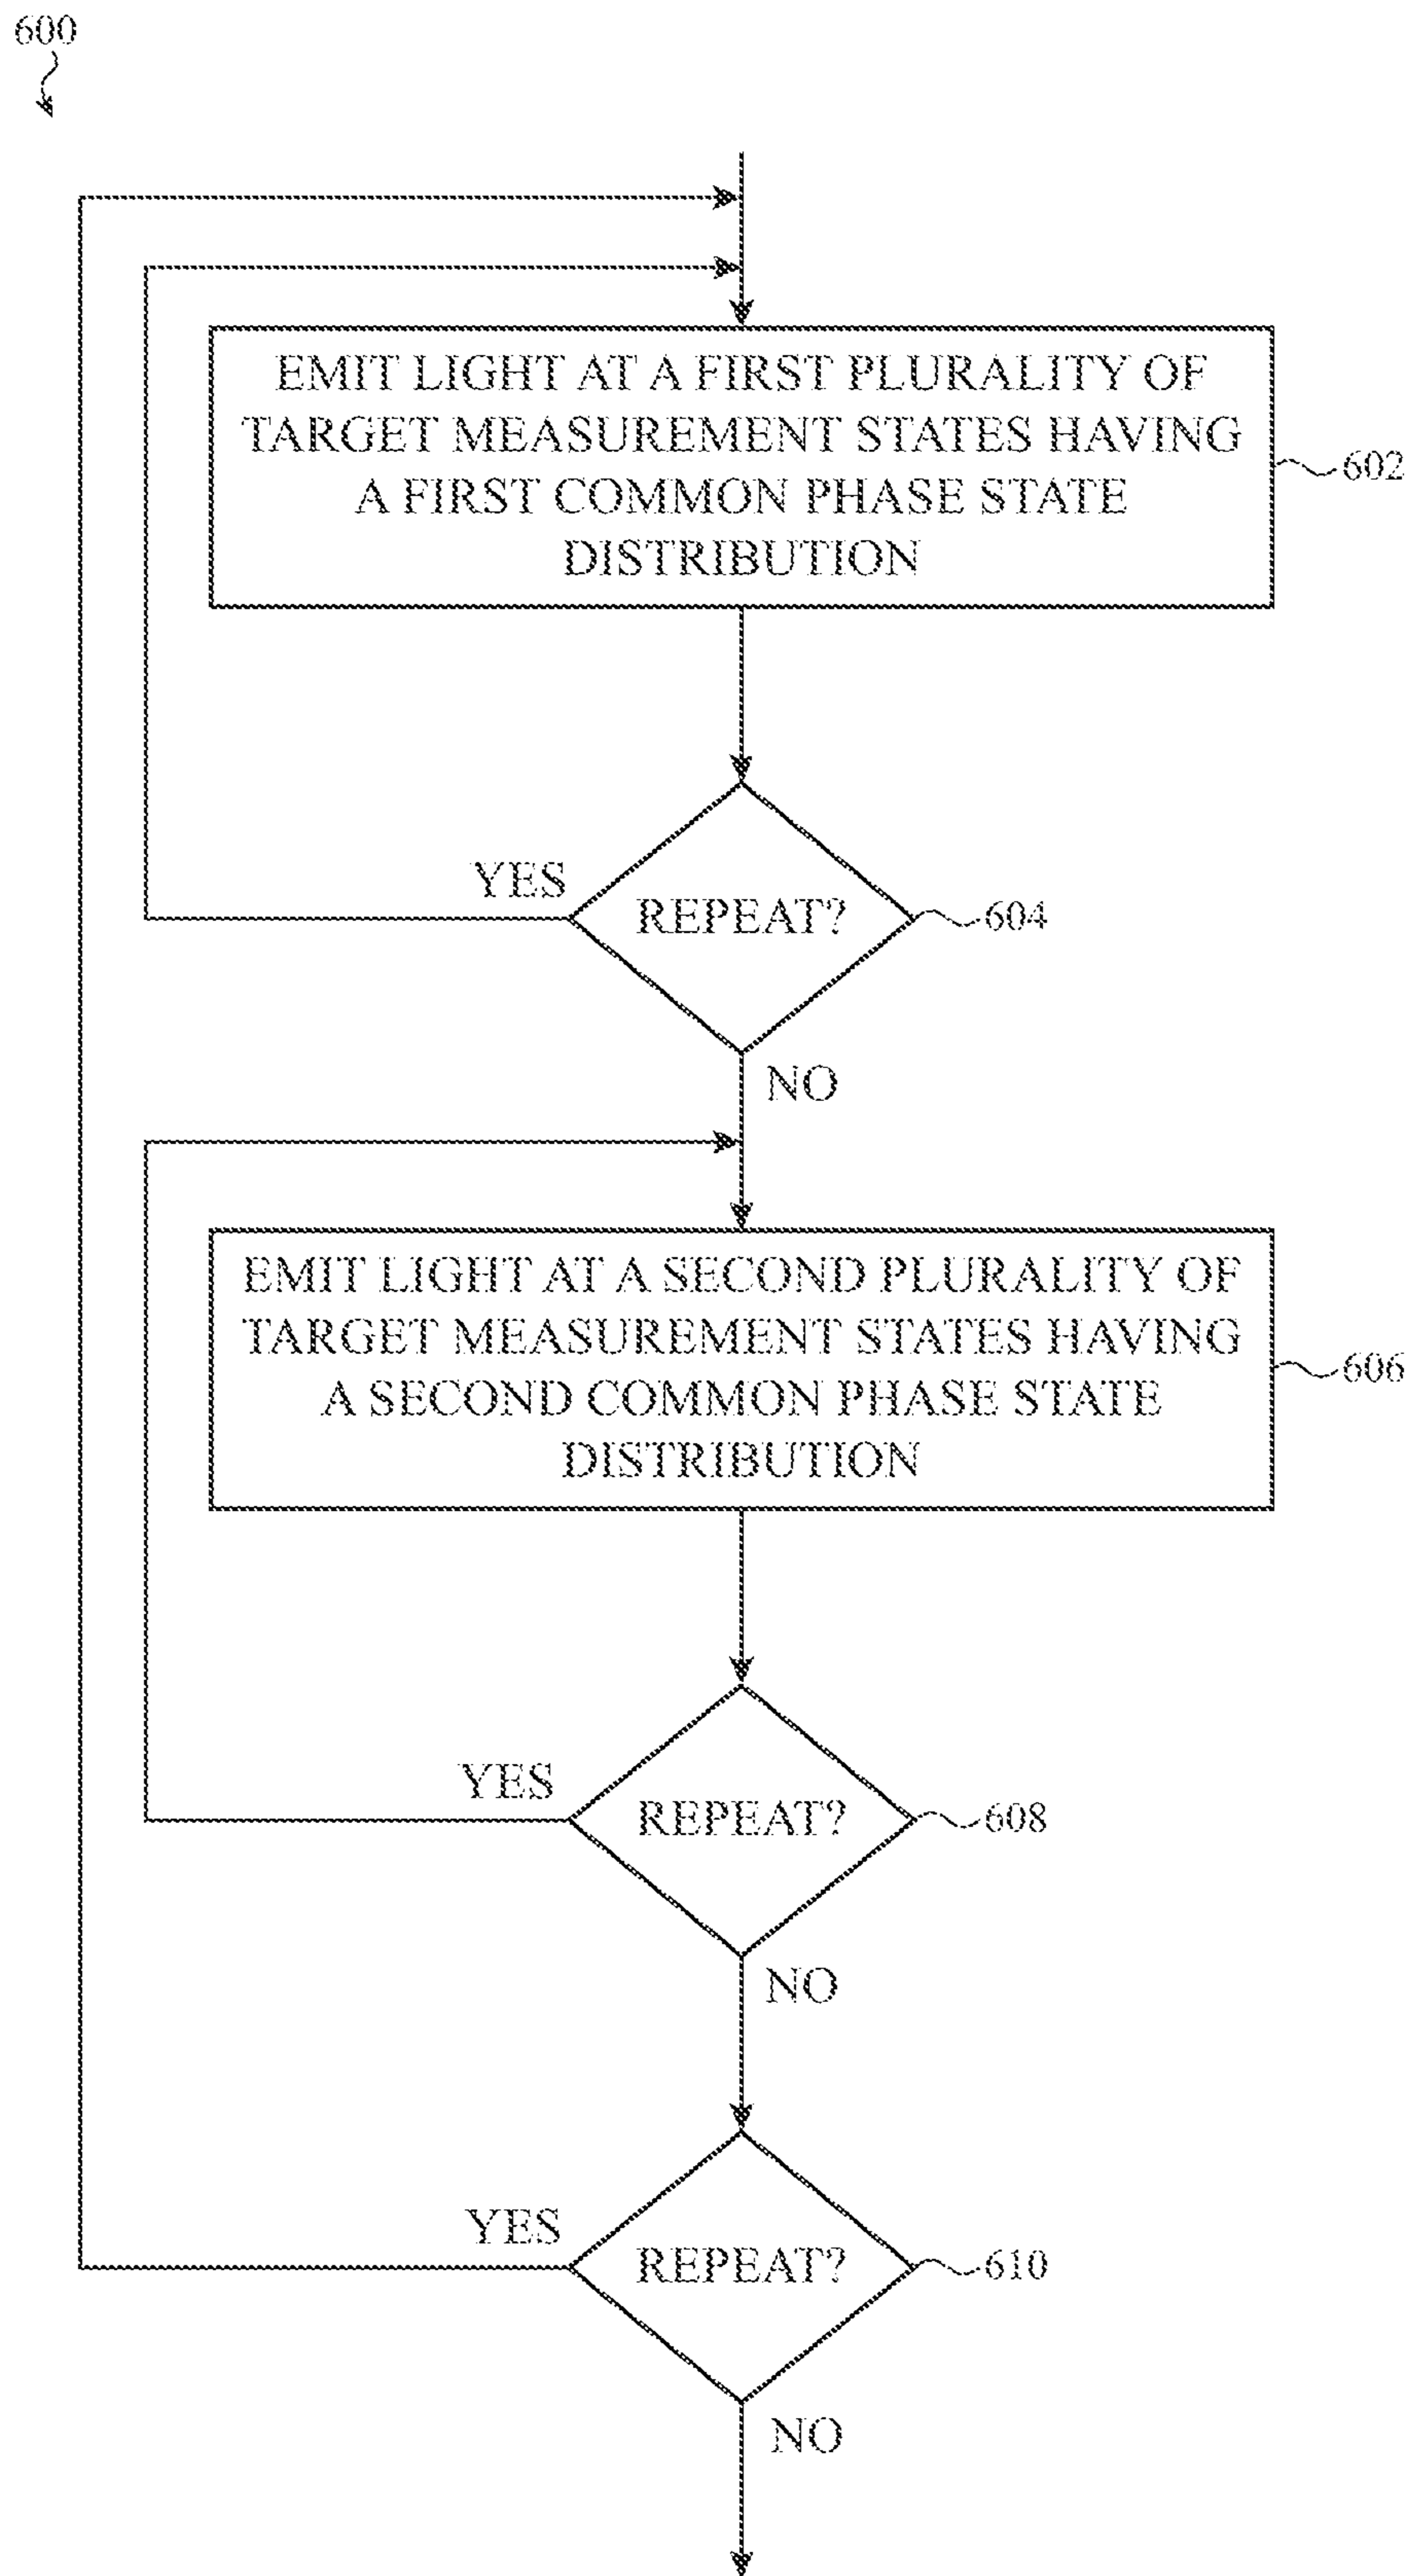 600
EMIT LIGHT AT A FIRST PLURALITY OF
TARGET MEASUREMENT STATES HAVING
A FIRST COMMON PHASE STATE
DISTRIBUTION
602
YES
REPEAT?
604
NO
EMIT LIGHT AT A SECOND PLURALITY OF
TARGET MEASUREMENT STATES HAVING
A SECOND COMMON PHASE STATE
DISTRIBUTION
606
YES
REPEAT?
608
NO
YES
REPEAT?
610
NO